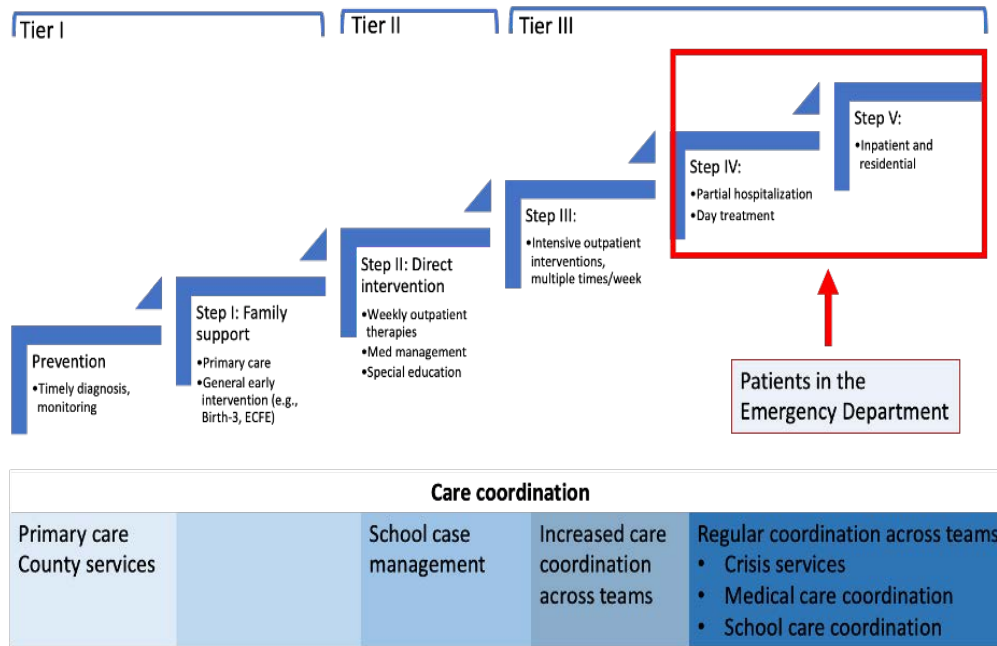 Tier I
Tier II
Tier III
Prevention
•Timely diagnosis,
monitoring
Step I: Family
support
•Primary care
•General early
intervention (e.g.,
Birth-3, ECFE)
Step II: Direct
intervention
•Weekly outpatient
therapies
•Med management
•Special education
Step III:
•Intensive outpatient
interventions,
multiple times/week
Step IV:
•Partial hospitalization
•Day treatment
Step V:
•Inpatient and
residential
Patients in the
Emergency Department
Care coordination
Primary care
County services
School case
management
Increased care
coordination
across teams
Regular coordination across teams
• Crisis services
• Medical care coordination
• School care coordination